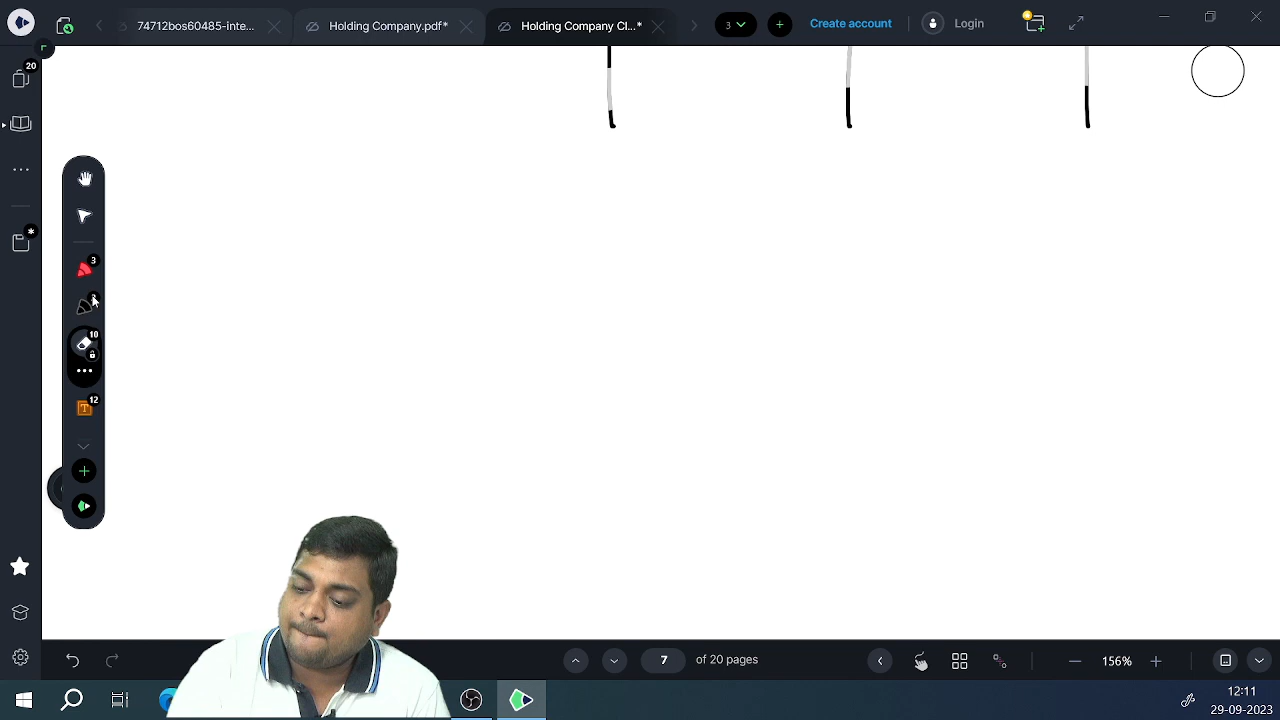 74712bos60485-inte...
Holding Company.pdf*
Holding Company Cl...*
3
Create account
Login
20
*
3
10
12
7
of 20 pages
156%
12:11
29-09-2023